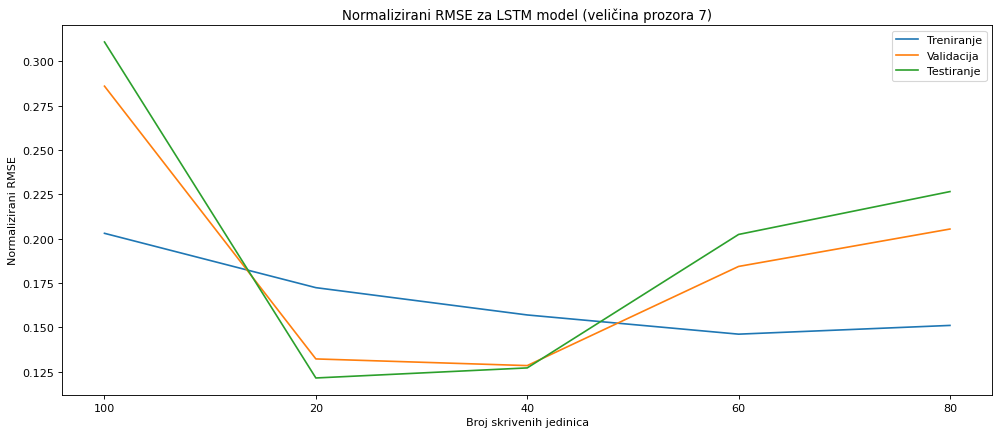 Normalizirani RMSE za LSTM model (veličina prozora 7)
Treniranje
Validacija
Testiranje
Normalizirani RMSE
0.300
0.275
0.250
0.225
0.200
0.175
0.150
0.125
100 20 40 60 80
Broj skrivenih jedinica